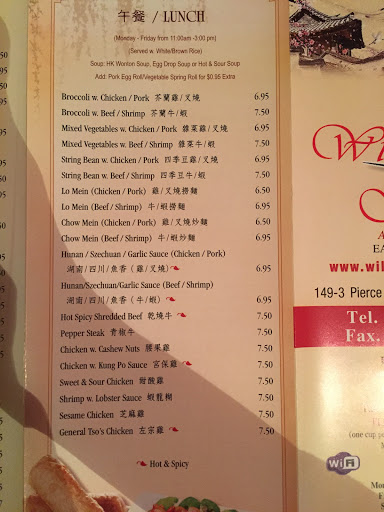 午餐 / LUNCH
(Monday - Friday from 11:00am -3:00 pm)
(Served w. White/Brown Rice)
Soup: HK Wonton Soup, Egg Drop Soup or Hot & Sour Soup
Add: Pork Egg Roll/Vegetable Spring Roll for $0.95 Extra
Broccoli w. Chicken / Pork 芥蘭雞/叉燒 6.95
Broccoli w. Beef / Shrimp 芥蘭牛/蝦 7.50
Mixed Vegetables w. Chicken / Pork 雜菜雞/叉燒 6.95
Mixed Vegetables w. Beef / Shrimp 雜菜牛/蝦 7.50
String Bean w. Chicken / Pork 四季豆雞/叉燒 6.95
String Bean w. Beef / Shrimp 四季豆牛/蝦 7.50
Lo Mein (Chicken / Pork) 雞/叉燒撈麵 6.50
Lo Mein (Beef / Shrimp) 牛/蝦撈麵 6.95
Chow Mein (Chicken / Pork) 雞/叉燒炒麵 6.50
Chow Mein (Beef / Shrimp) 牛/蝦炒麵 6.95
Hunan / Szechuan / Garlic Sauce (Chicken / Pork)
湖南/四川/魚香 (雞/叉燒) 6.95
Hunan/Szechuan/Garlic Sauce (Beef / Shrimp)
湖南/四川/魚香 (牛/蝦) 6.95
Hot Spicy Shredded Beef 乾燒牛 7.50
Pepper Steak 青椒牛 7.50
Chicken w. Cashew Nuts 腰果雞 7.50
Chicken w. Kung Po Sauce 宮保雞 7.50
Sweet & Sour Chicken 甜酸雞 7.50
Shrimp w. Lobster Sauce 蝦龍糊 7.50
Sesame Chicken 芝麻雞 7.50
General Tso's Chicken 左宗雞 7.50
Hot & Spicy
www.wil
149-3 Pierce
Tel.
Fax.
(one cup p
WiFi
Mo